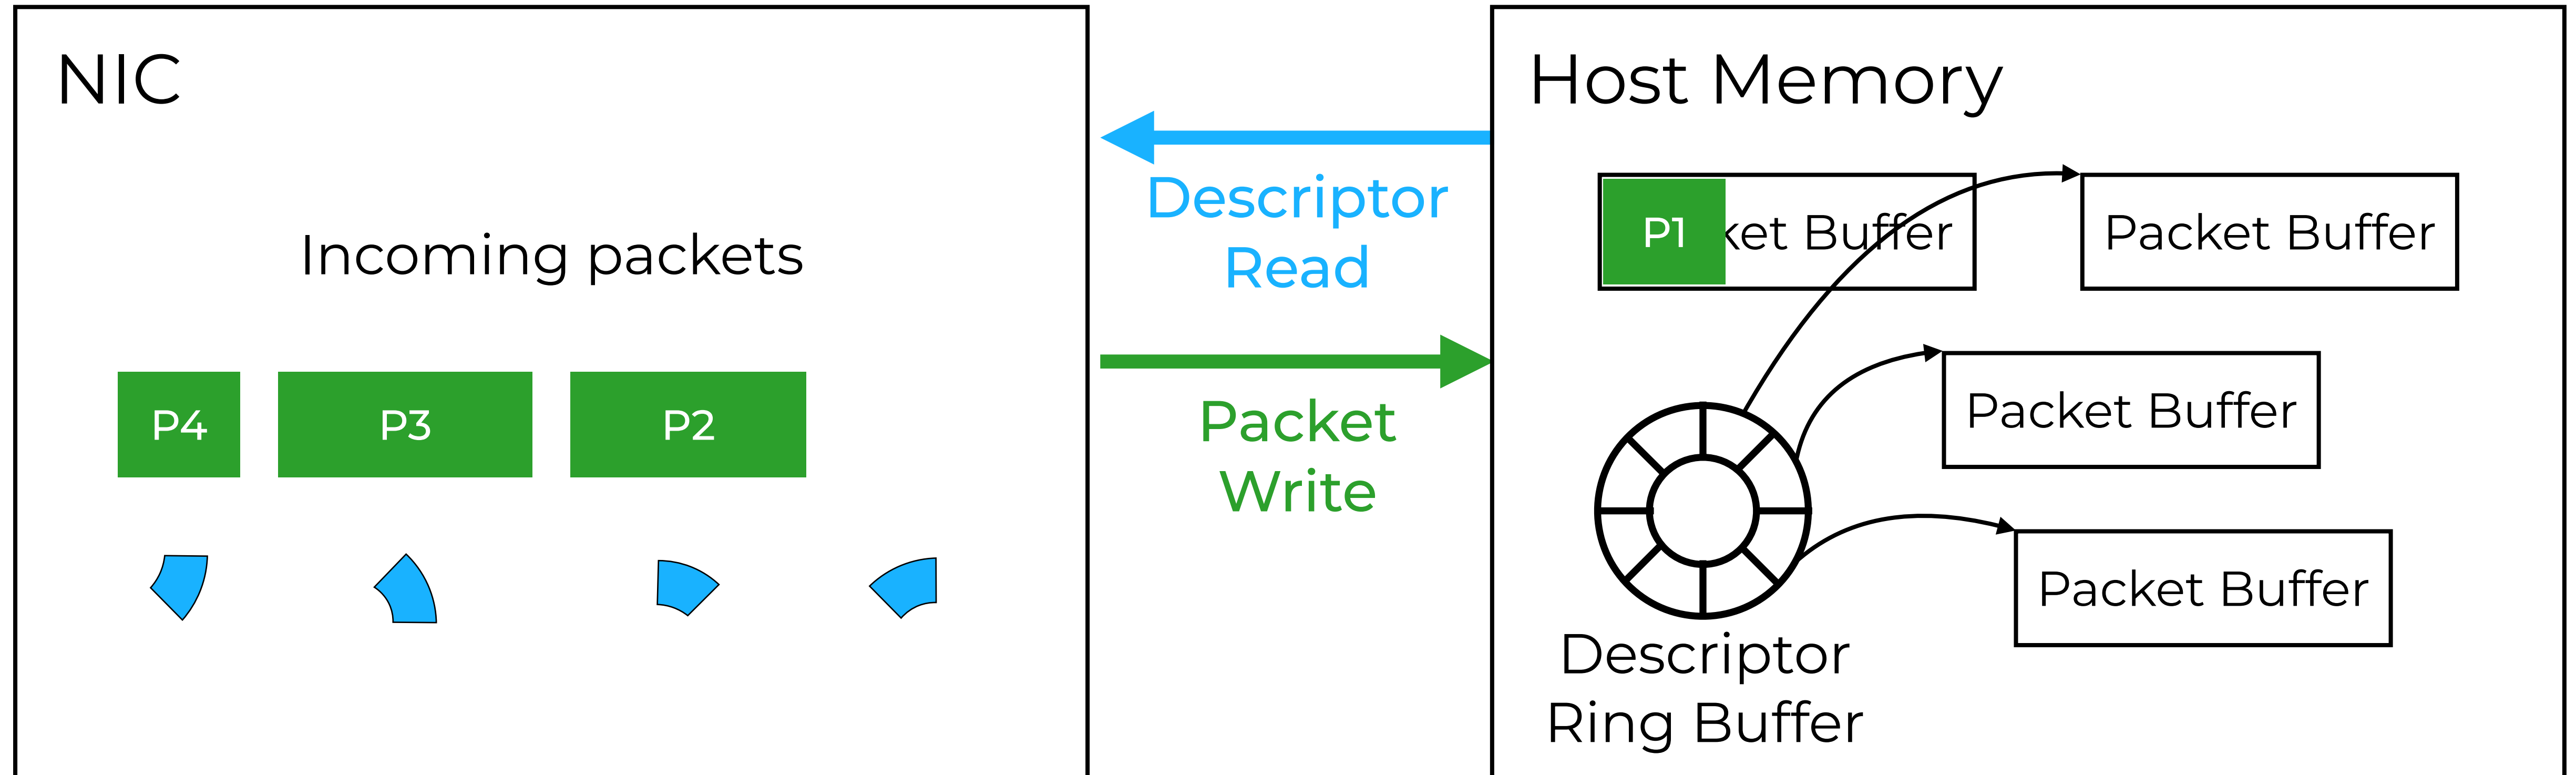 NIC
Incoming packets
P4
P3
P2
Descriptor
Read
Packet
Write
Host Memory
P1
ket Buffer
Packet Buffer
Packet Buffer
Packet Buffer
Descriptor
Ring Buffer